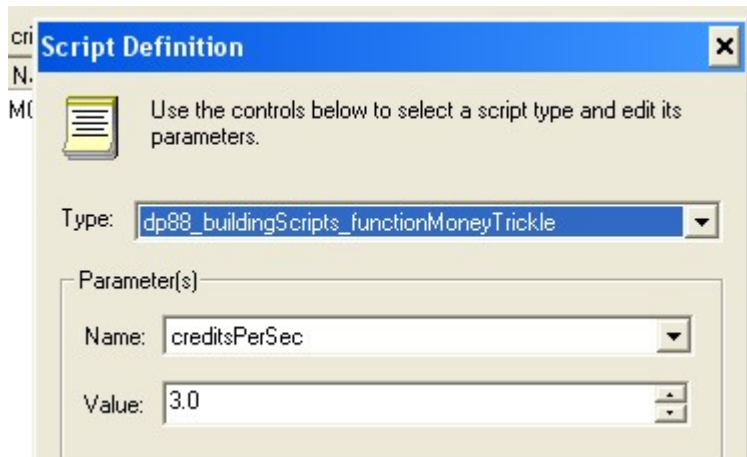 cri
Script Definition
N
M
Use the controls below to select a script type and edit its
parameters.
Type: dp88_buildingScripts_functionMoneyTrickle
Parameter(s)
Name: creditsPerSec
Value: 3.0